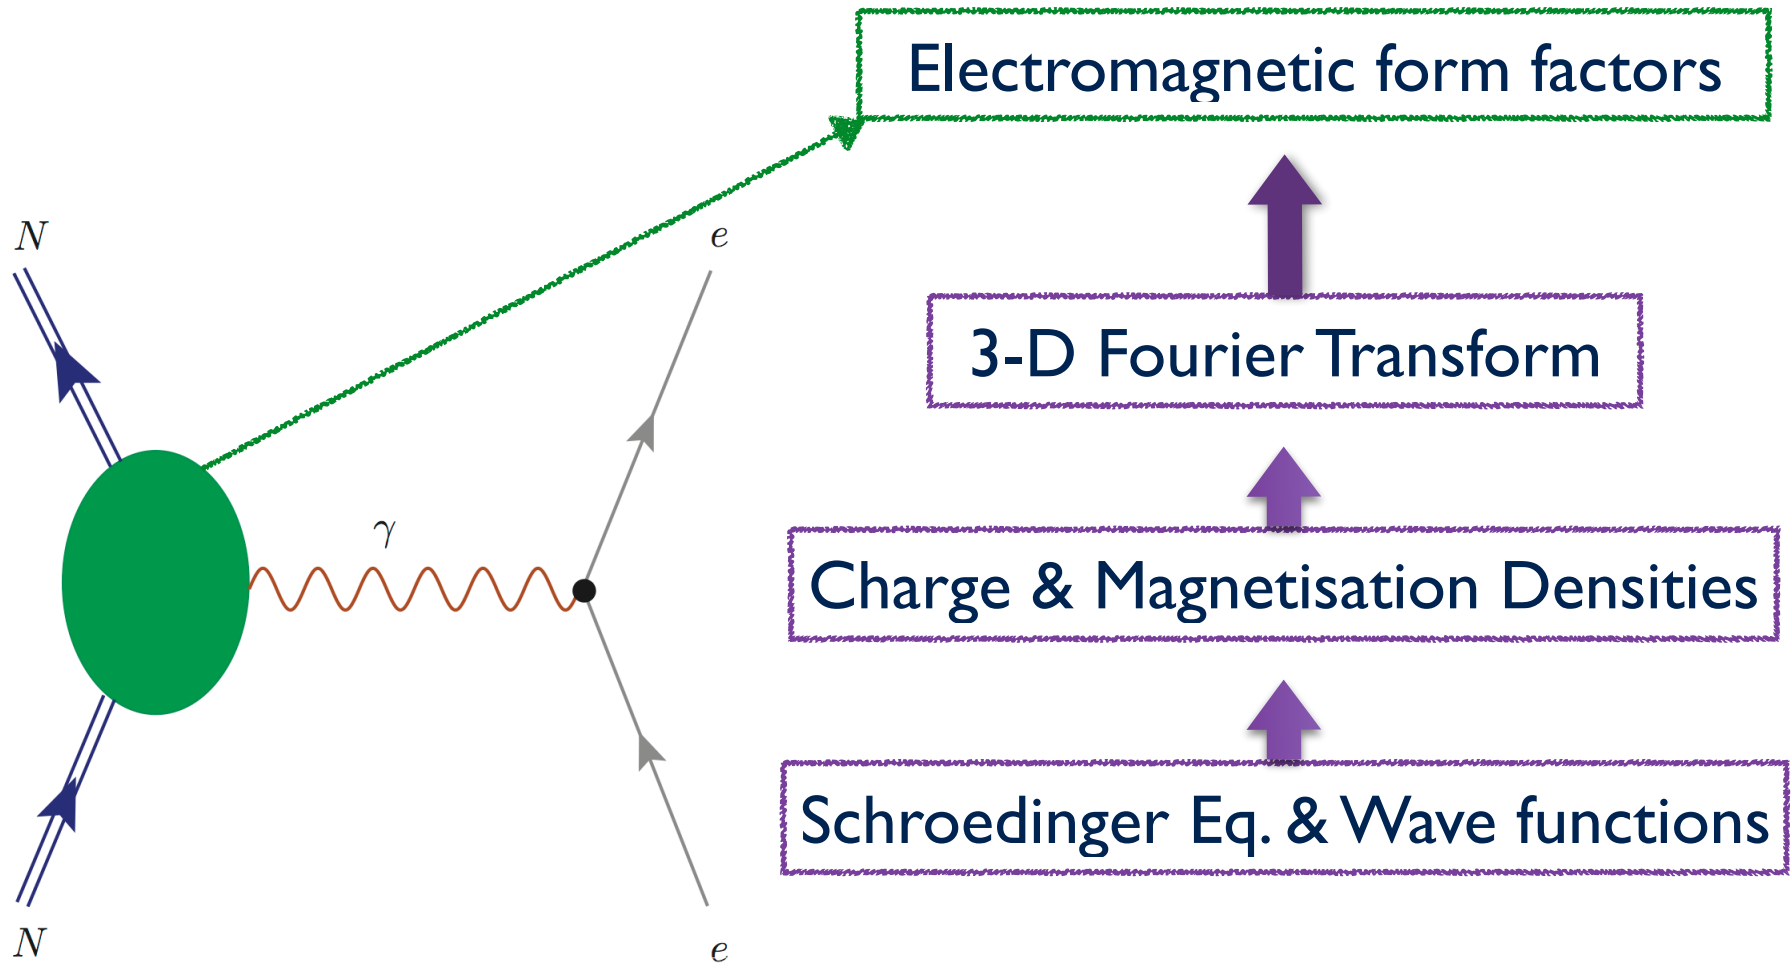 Electromagnetic form factors
N
e
3-D Fourier Transform
γ
Charge & Magnetisation Densities
Schroedinger Eq. & Wave functions
N
e